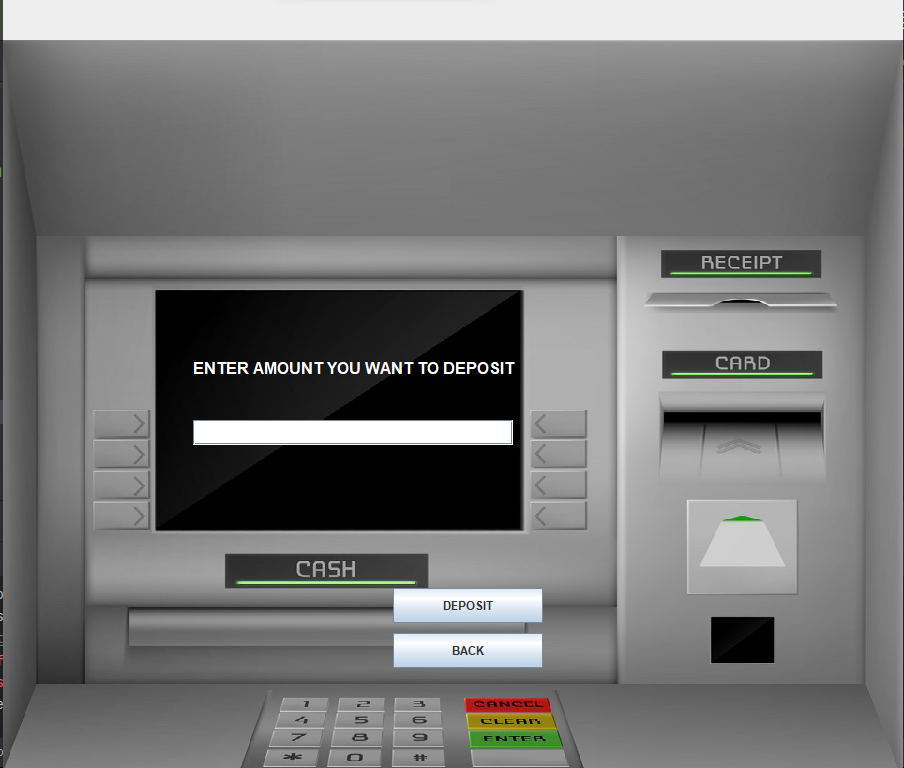 RECEIPT
CARD
ENTER AMOUNT YOU WANT TO DEPOSIT
CASH
DEPOSIT
BACK
1 2 3 CANCEL
4 5 6 CLEAR
7 8 9 ENTER
* 0 #